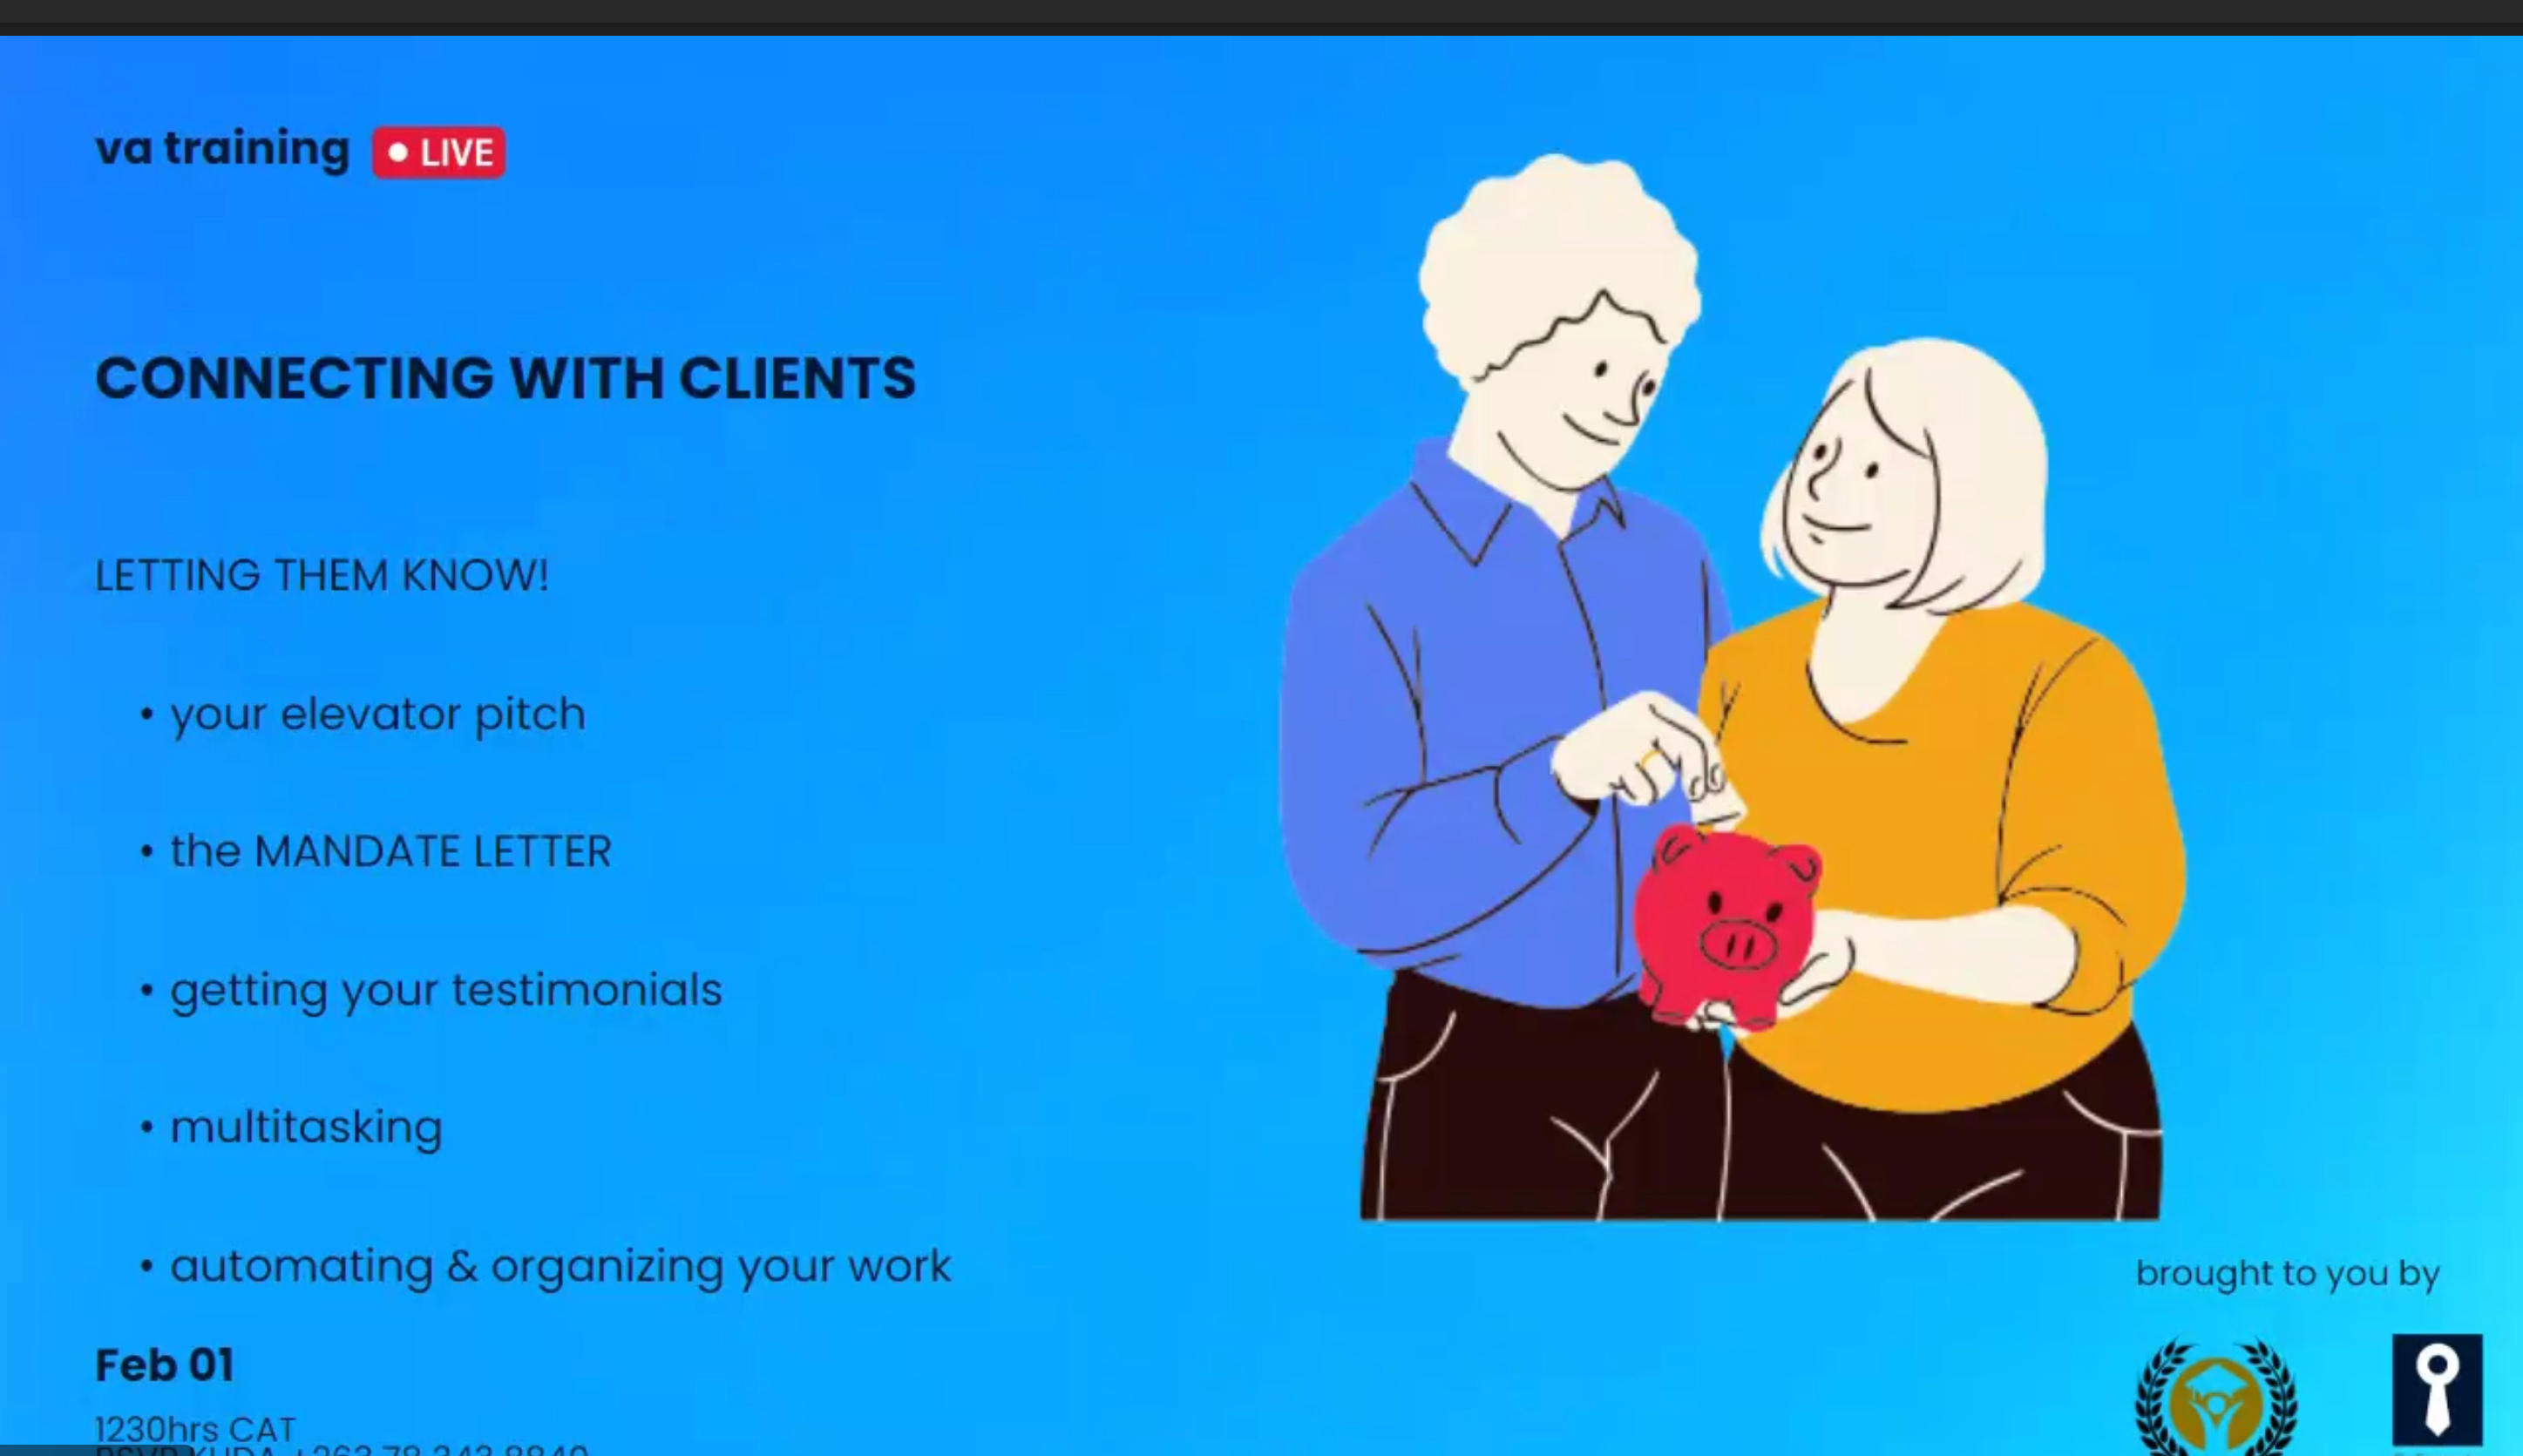 va training
LIVE
CONNECTING WITH CLIENTS
LETTING THEM KNOW!
• your elevator pitch
• the MANDATE LETTER
• getting your testimonials
• multitasking
• automating & organizing your work
brought to you by
Feb 01
1230hrs CAT
RSVP KUDA +263 78 343 8840